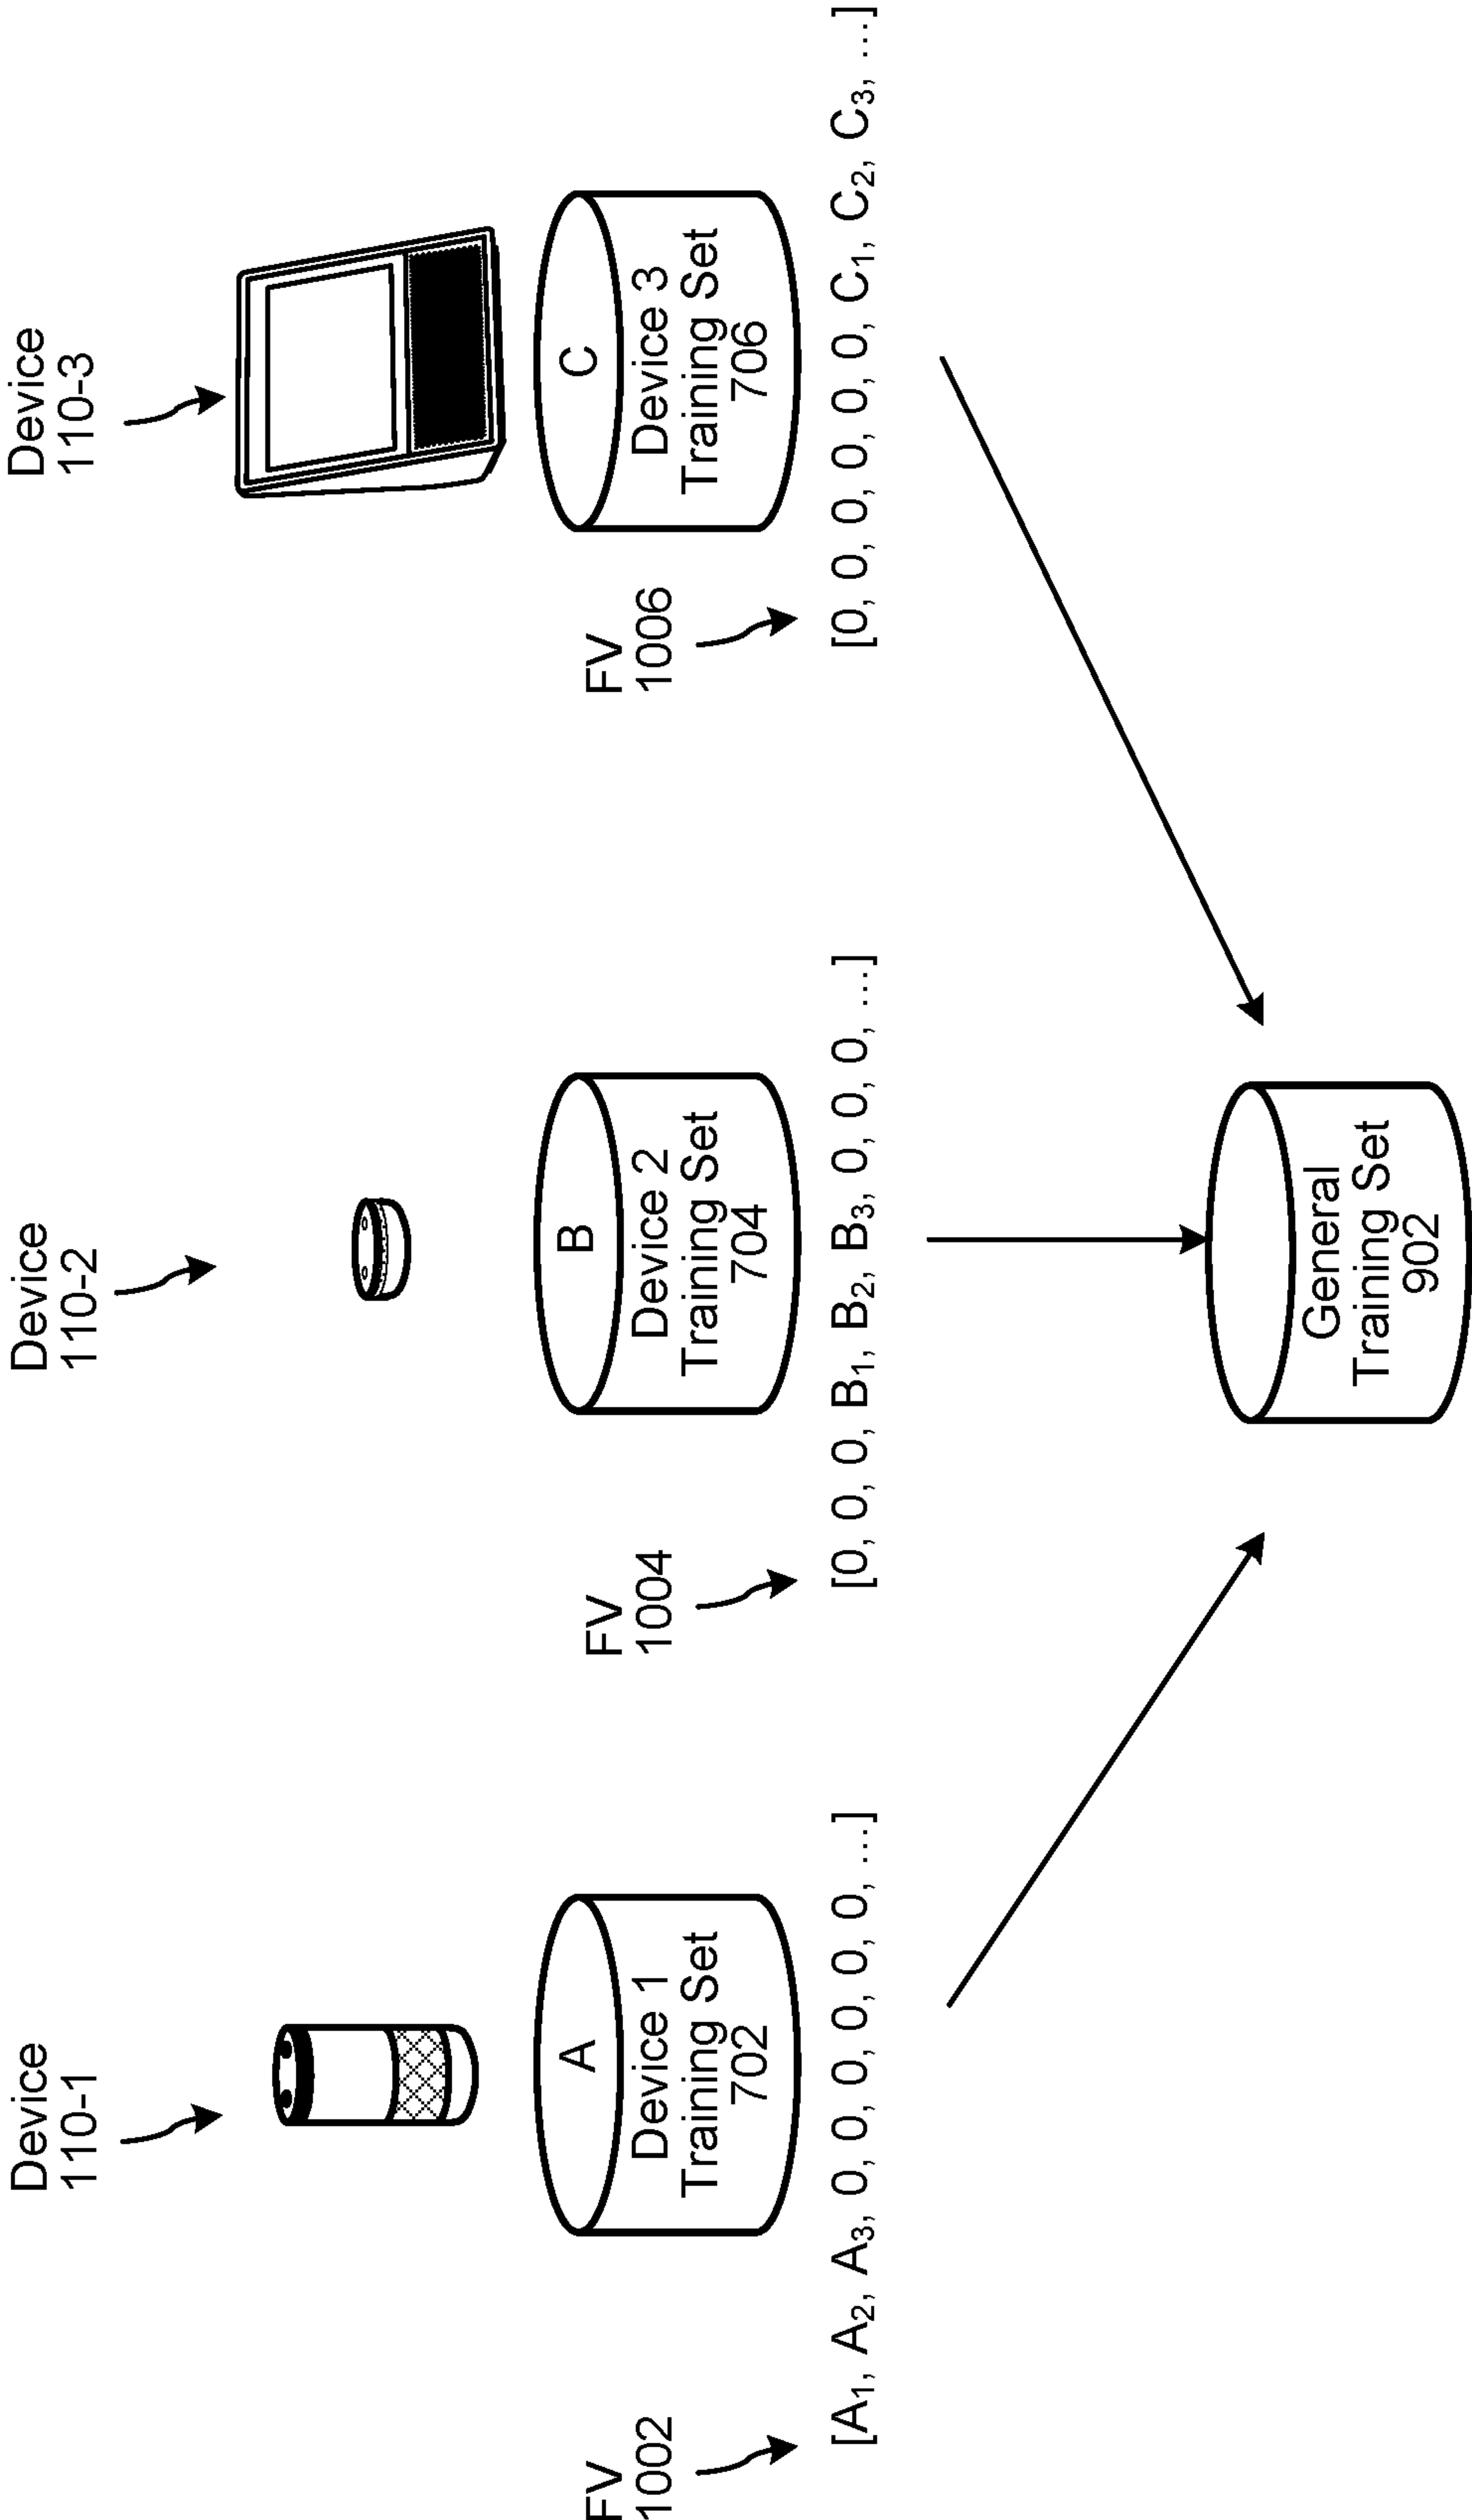 Device
110-1
Device
110-2
Device
110-3
A
Device 1
Training Set
702
B
Device 2
Training Set
704
C
Device 3
Training Set
706
FV
1002
[A₁, A₂, A₃, 0, 0, 0, 0, 0, 0, …]
FV
1004
[0, 0, 0, B₁, B₂, B₃, 0, 0, 0, …]
FV
1006
[0, 0, 0, 0, 0, 0, C₁, C₂, C₃, …]
General
Training Set
902